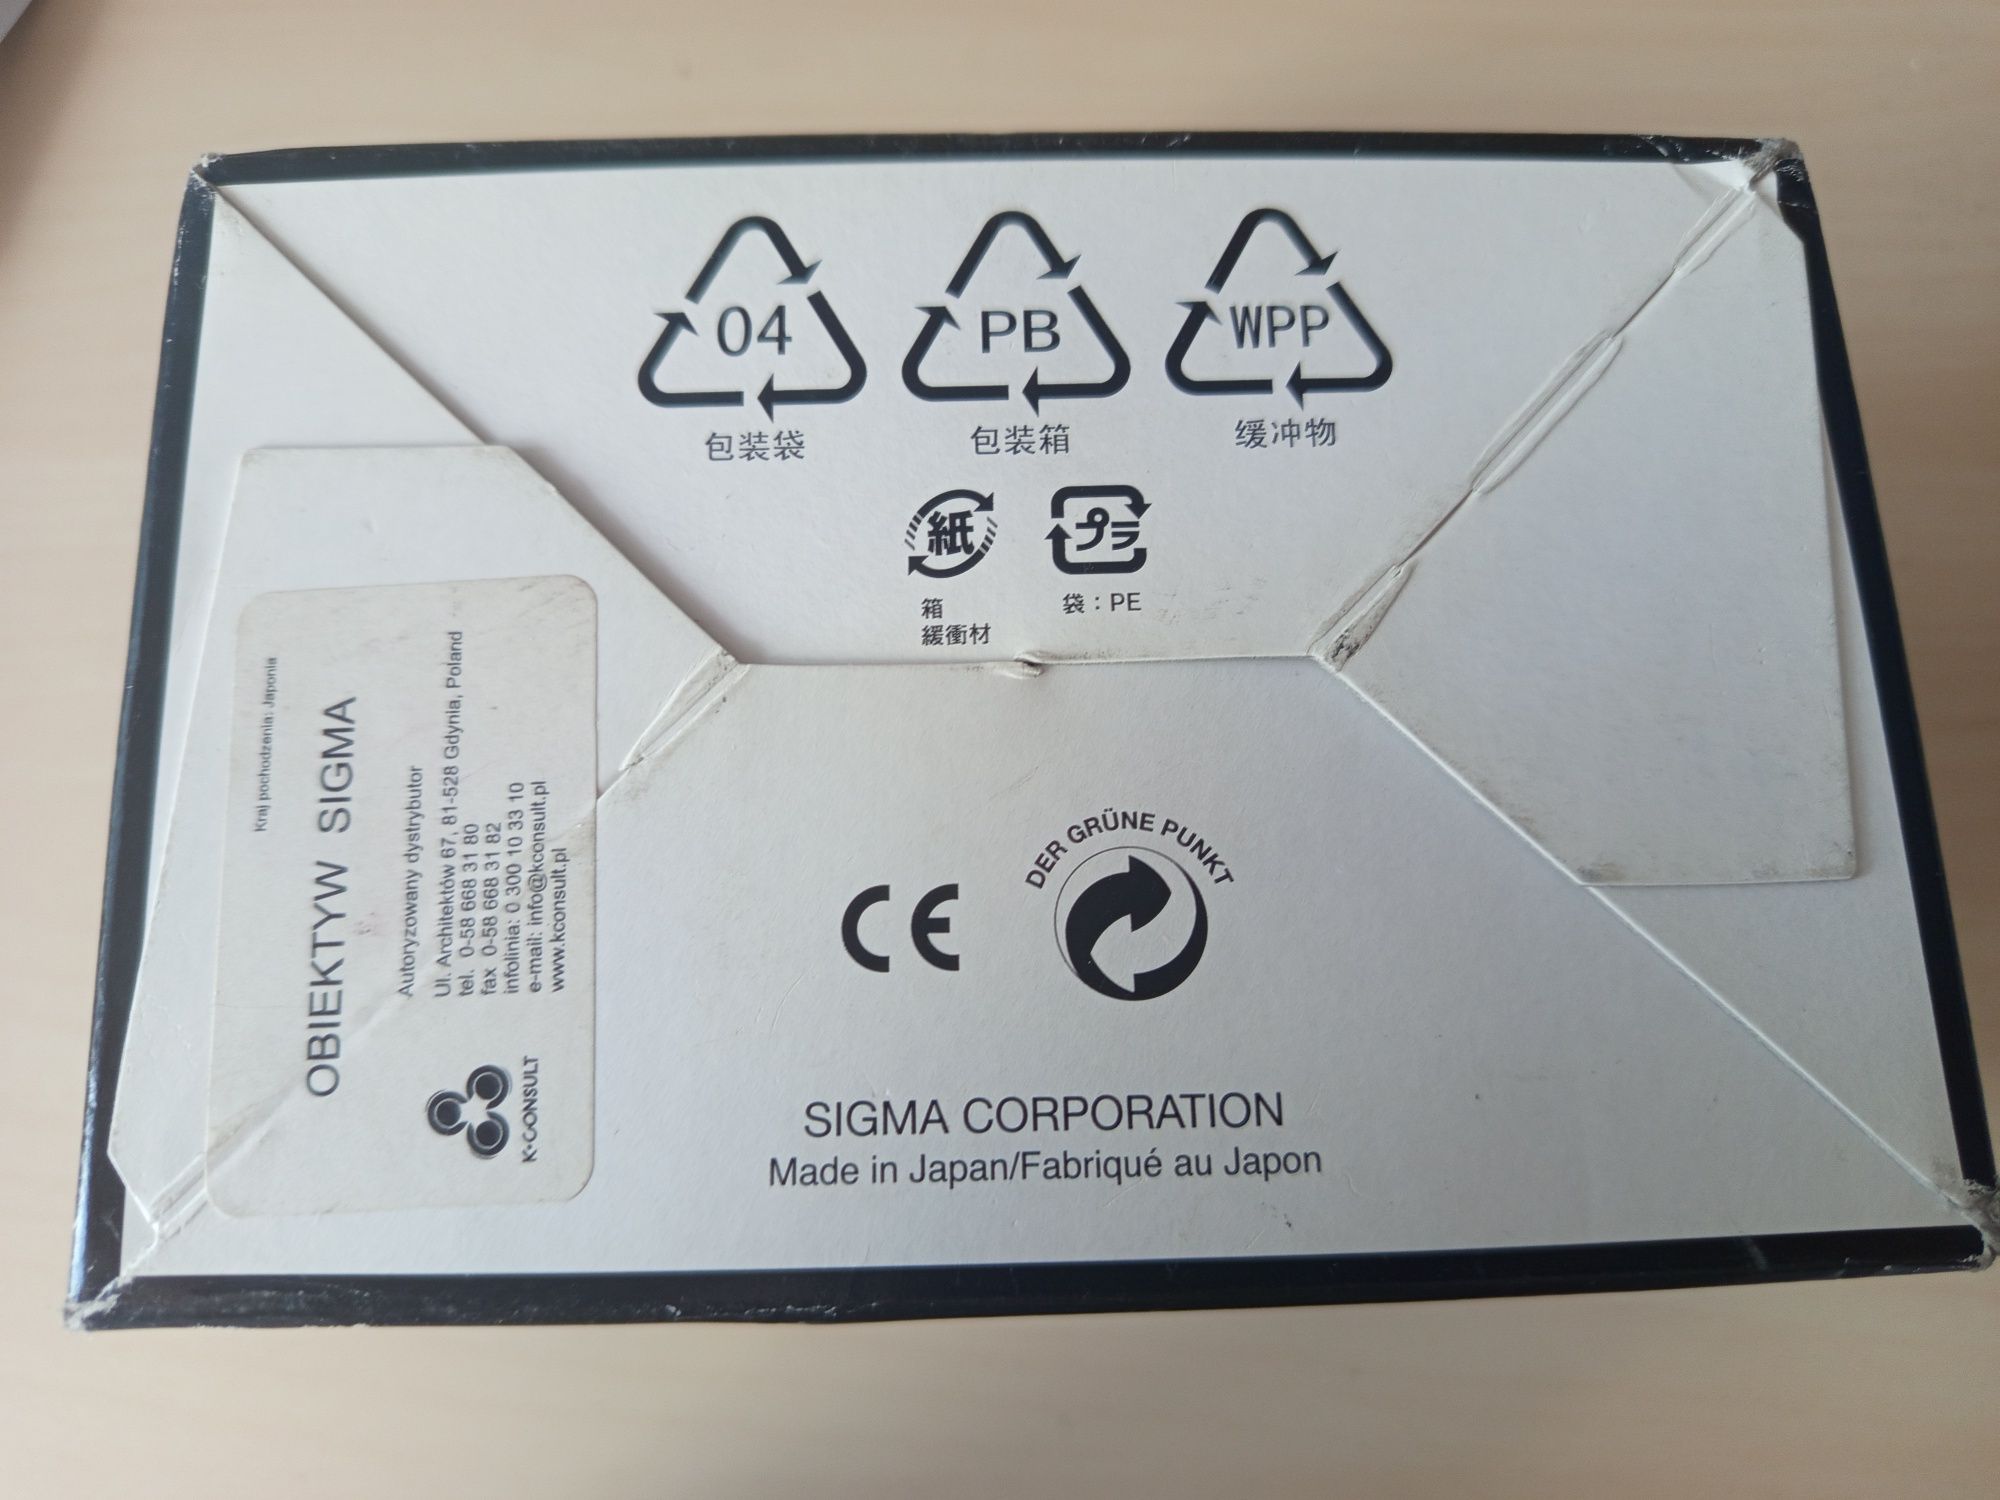 04
PB
WPP
包装袋
包装箱
缓冲物
紙
プラ
箱
緩衝材
袋：PE
Kraj pochodzenia: Japonia
OBIEKTYW SIGMA
Autoryzowany dystrybutor
Ul. Architektów 67, 81-528 Gdynia, Poland
tel. 0-58 668 31 80
fax 0-58 668 31 82
infolinia: 0 300 10 33 10
e-mail: info@kconsult.pl
www.kconsult.pl
K•CONSULT
DER GRÜNE PUNKT
CE
SIGMA CORPORATION
Made in Japan/Fabriqué au Japon